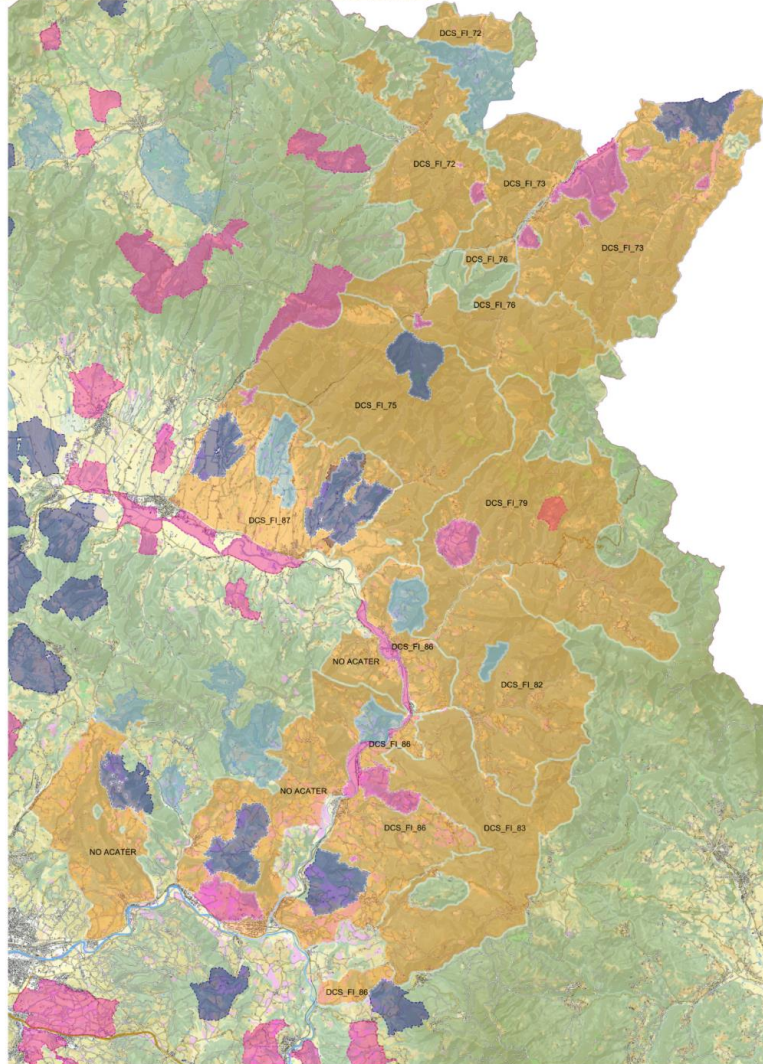 DCS_FI_72
DCS_FI_72
DCS_FI_73
DCS_FI_73
DCS_FI_76
DCS_FI_76
DCS_FI_75
DCS_FI_79
DCS_FI_87
DCS_FI_86
NO ACATER
DCS_FI_82
DCS_FI_86
NO ACATER
DCS_FI_86
DCS_FI_83
NO ACATER
DCS_FI_86